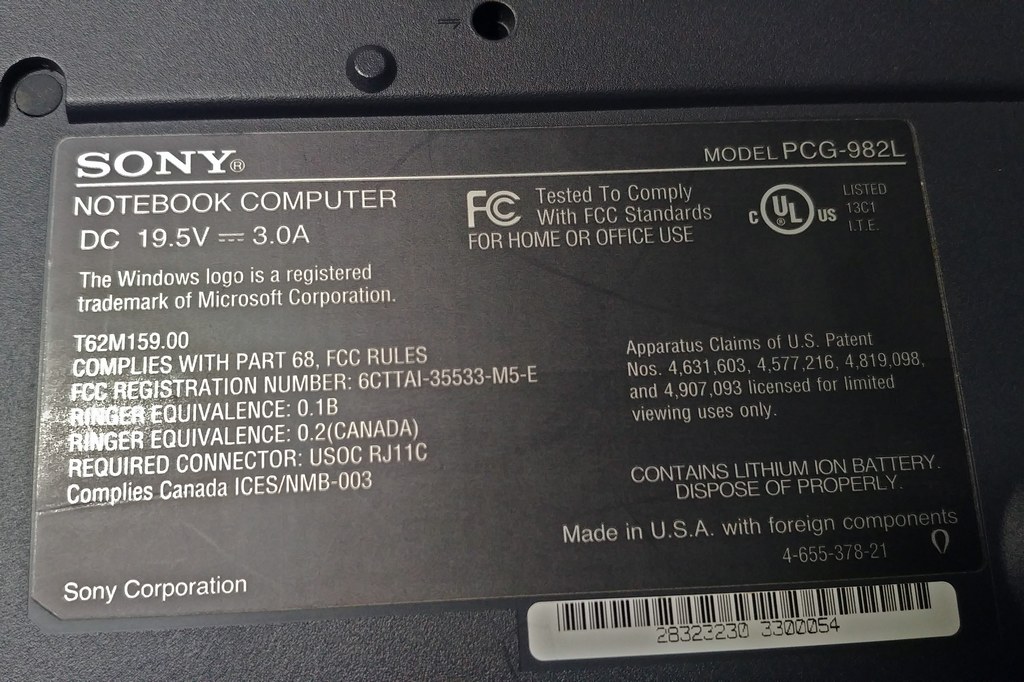 SONY®
MODEL PCG-982L
NOTEBOOK COMPUTER
DC 19.5V ⎓ 3.0A
FC Tested To Comply
With FCC Standards
FOR HOME OR OFFICE USE
C UL® US
LISTED
13C1
I.T.E.
The Windows logo is a registered
trademark of Microsoft Corporation.
T62M159.00
COMPLIES WITH PART 68, FCC RULES
FCC REGISTRATION NUMBER: 6CTTAI-35533-M5-E
RINGER EQUIVALENCE: 0.1B
RINGER EQUIVALENCE: 0.2(CANADA)
REQUIRED CONNECTOR: USOC RJ11C
Complies Canada ICES/NMB-003
Apparatus Claims of U.S. Patent
Nos. 4,631,603, 4,577,216, 4,819,098,
and 4,907,093 licensed for limited
viewing uses only.
CONTAINS LITHIUM ION BATTERY.
DISPOSE OF PROPERLY.
Made in U.S.A. with foreign components
4-655-378-21
Sony Corporation
28323230 3300054